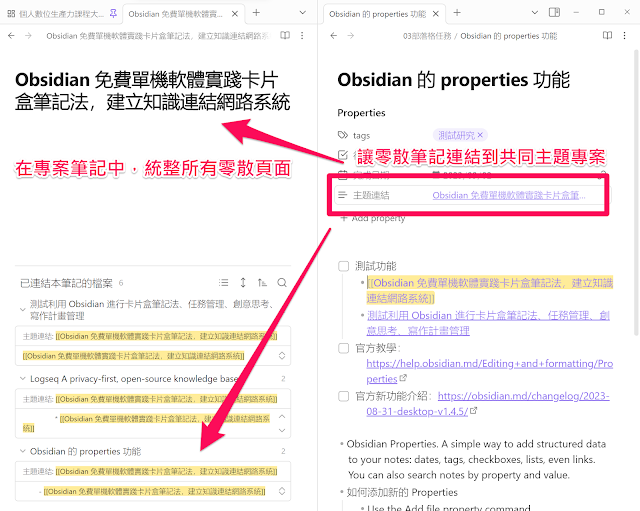 個人數位生產力課程大...
Obsidian 免費單機軟
Obsidian 免費單機軟體實踐卡片盒筆記法,建立知識連結網路系
Obsidian 免費單機軟體實踐卡片
盒筆記法,建立知識連結網路系統
在專案筆記中,統整所有零散頁面
已連結本筆記的檔案 6
測試利用 Obsidian 進行卡片盒筆記法、任務管理、創意思考、
寫作計畫管理
主題連結: [[Obsidian 免費單機軟體實踐卡片盒筆記法,建立知識連結網路系統]]
[[Obsidian 免費單機軟體實踐卡片盒筆記法,建立知識連結網路系統]]
Logseq A privacy-first, open-source knowledge base 2
主題連結: [[Obsidian 免費單機軟體實踐卡片盒筆記法,建立知識連結網路系統]]
* [[Obsidian 免費單機軟體實踐卡片盒筆記法,建立知識連結網路系
統]]
Obsidian 的 properties 功能 2
主題連結: [[Obsidian 免費單機軟體實踐卡片盒筆記法,建立知識連結網路系統]]
- [[Obsidian 免費單機軟體實踐卡片盒筆記法,建立知識連結網路系統]]
Obsidian 的 properties 功能
03部落格任務 / Obsidian 的 properties 功能
Obsidian 的 properties 功能
Properties
tags 測試研究 ×
讓零散筆記連結到共同主題專案
主題連結 Obsidian 免費單機軟體實踐卡片盒筆...
+ Add property
測試功能
• [[Obsidian 免費單機軟體實踐卡片盒筆記法,建立知
識連結網路系統]]
• 測試利用 Obsidian 進行卡片盒筆記法、任務管理、創
意思考、寫作計畫管理
官方教學:
https://help.obsidian.md/Editing+and+formatting/Pro
perties
官方新功能介紹:https://obsidian.md/changelog/2023-
08-31-desktop-v1.4.5/
• Obsidian Properties. A simple way to add structured data
to your notes: dates, tags, checkboxes, lists, even links.
You can also search notes by property and value.
• 如何添加新的 Properties
• Use the Add file property command